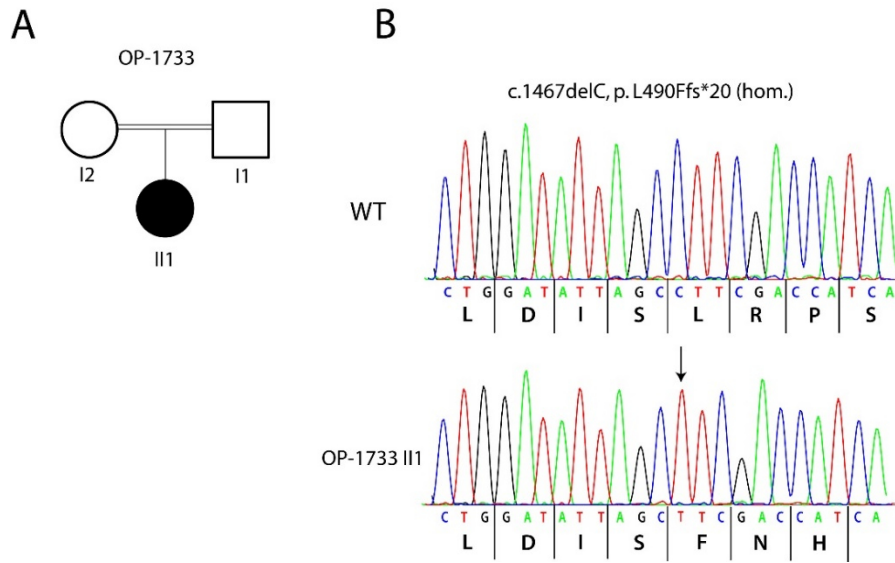 A
OP-1733
I2
I1
II1
B
c.1467delC, p. L490Ffs*20 (hom.)
WT
C T G G A T A T T A G C C T T C G A C C A T C A
L D I S L R P S
OP-1733 II1
C T G G A T A T T A G C T T C G A C C A T C A
L D I S F N H